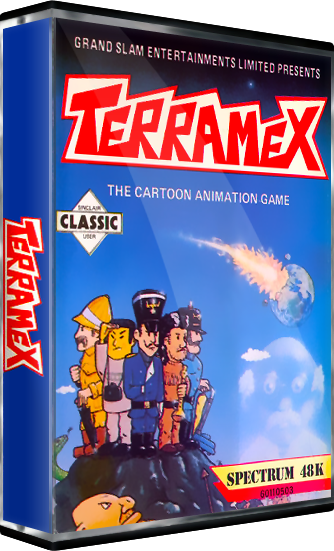 GRAND SLAM ENTERTAINMENTS LIMITED PRESENTS
TERRAMEX
THE CARTOON ANIMATION GAME
SINCLAIR
CLASSIC
USER
TERRAMEX
SPECTRUM 48K